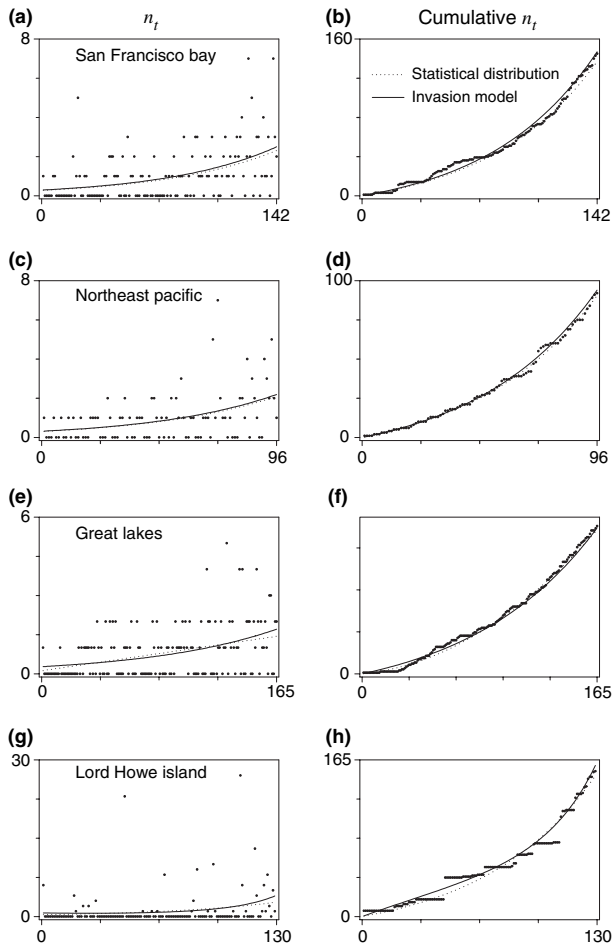 (a) n_t
(b) Cumulative n_t
8
San Francisco bay
0
0 142
160
Statistical distribution
Invasion model
0
0 142
(c)
8
Northeast pacific
0
0 96
(d)
100
0
0 96
(e)
6
Great lakes
0
0 165
(f)
0
0 165
(g)
30
Lord Howe island
0
0 130
(h)
165
0
0 130